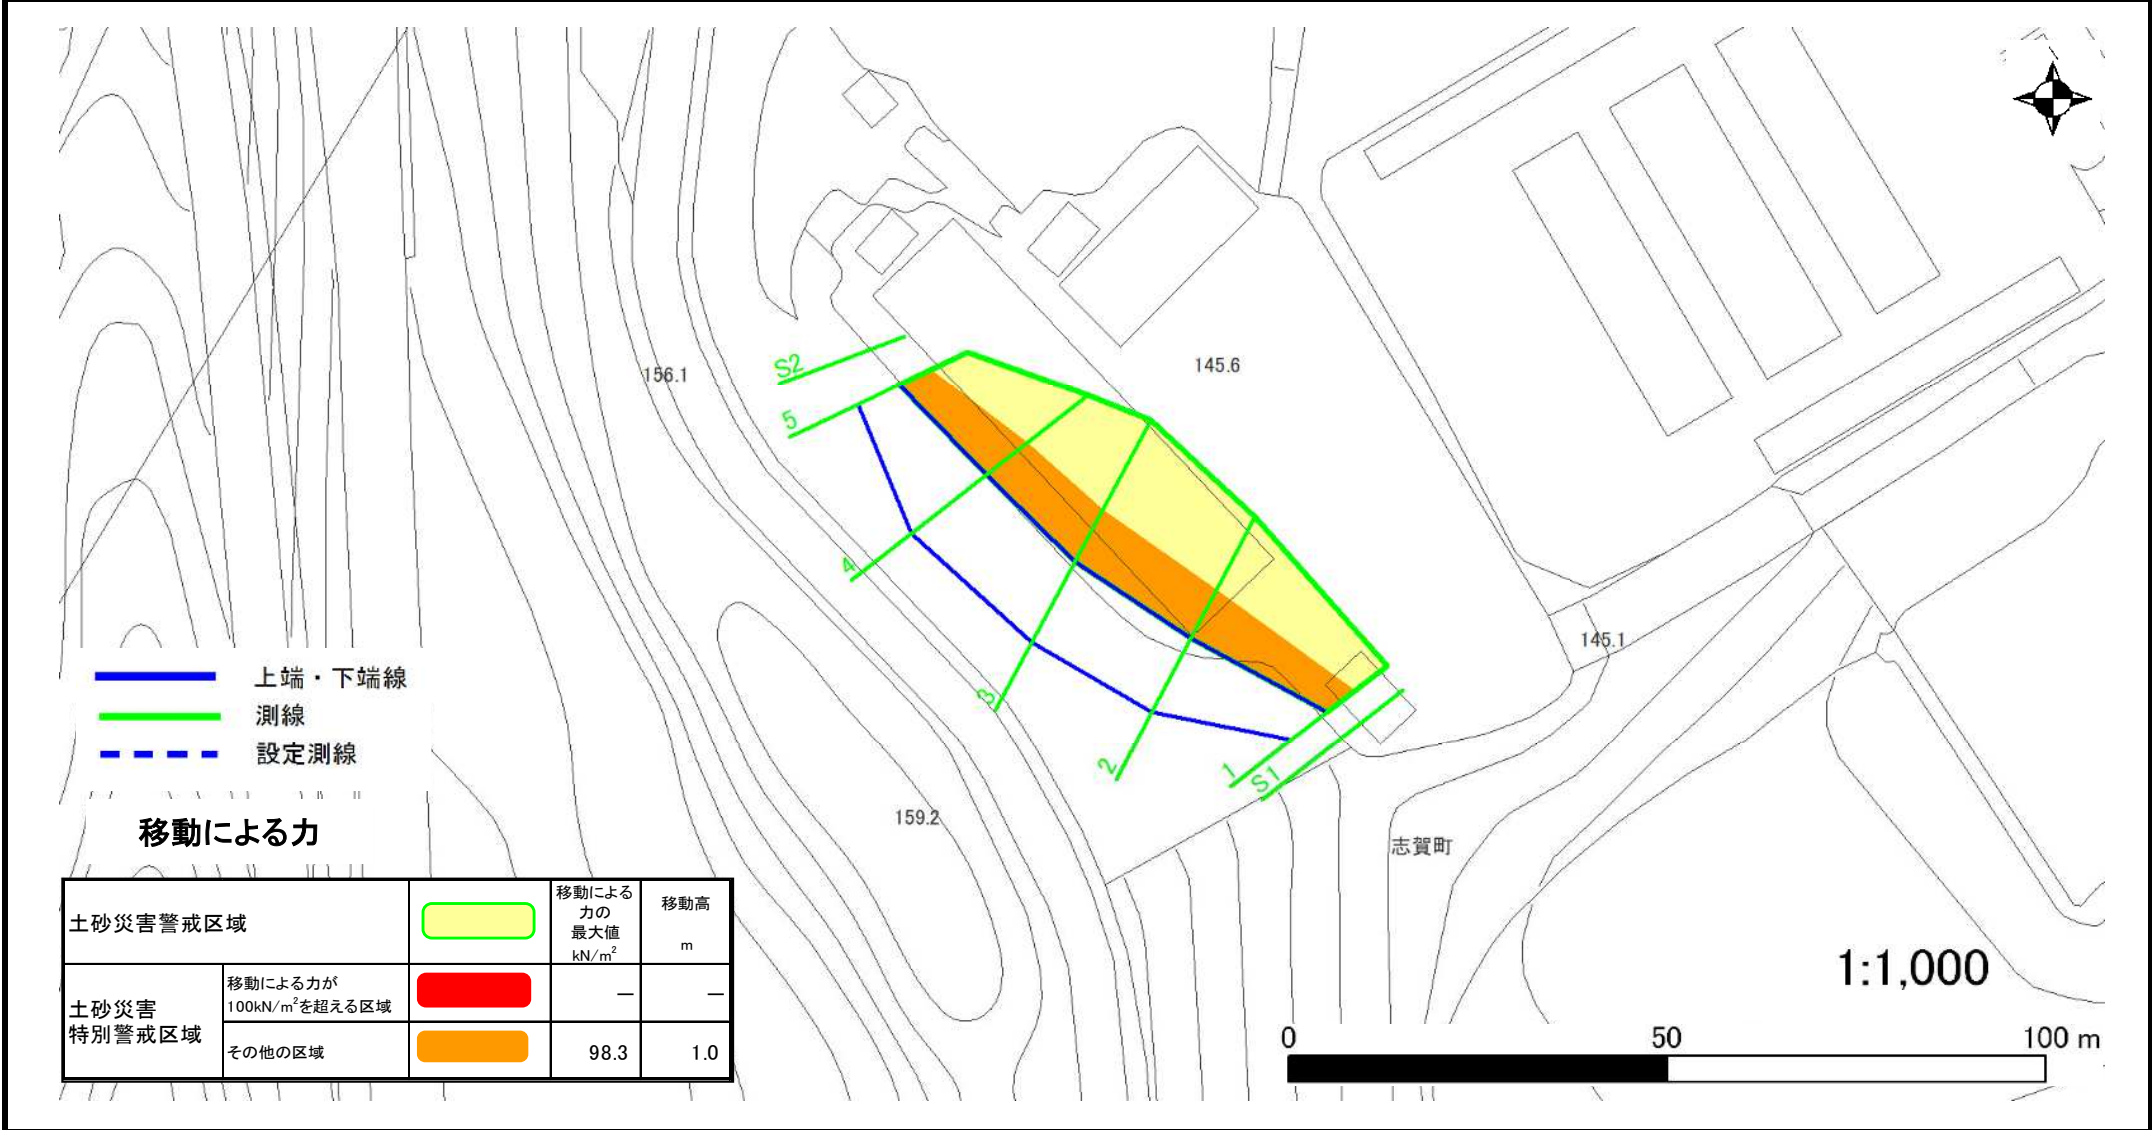 S2
5
4
3
2
1
S1
156.1
145.6
145.1
159.2
志賀町
上端・下端線
測線
設定測線
移動による力
土砂災害警戒区域
移動による
力の
最大値
kN/m²
移動高
m
土砂災害
特別警戒区域
移動による力が
100kN/m²を超える区域
― ―
その他の区域
98.3 1.0
1:1,000
0 50 100 m